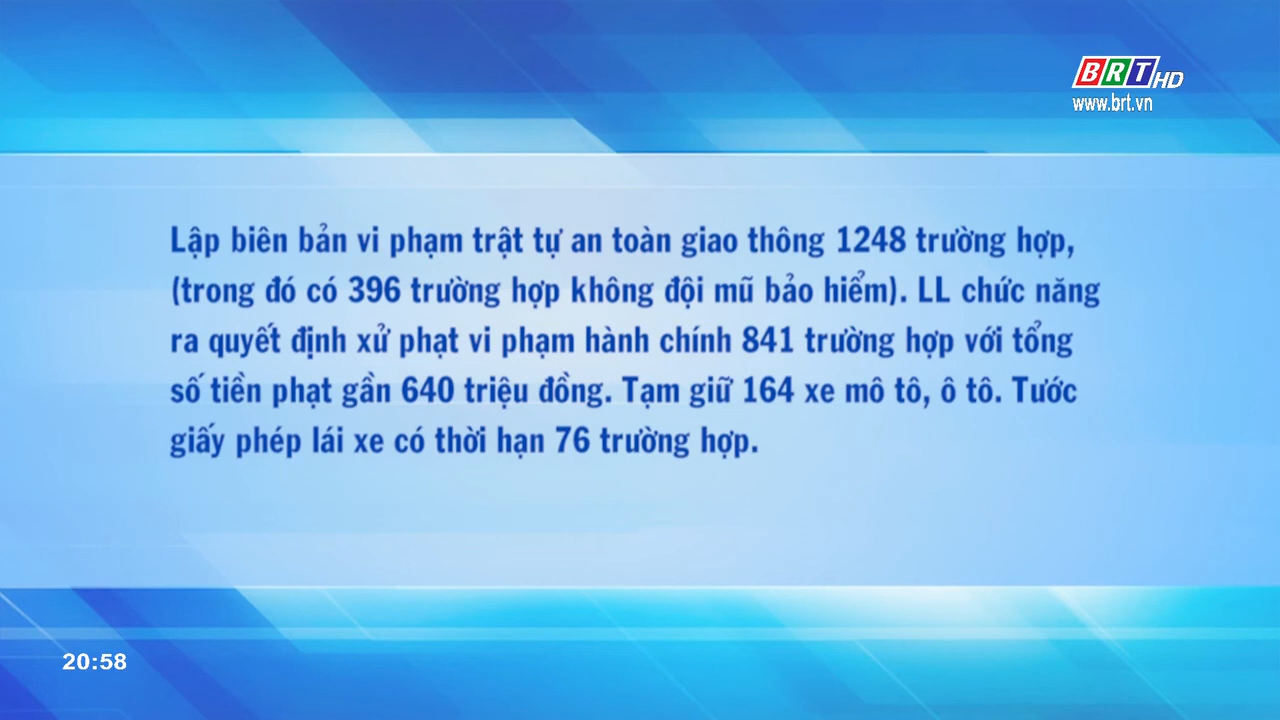 BRT HD
www.brt.vn
Lập biên bản vi phạm trật tự an toàn giao thông 1248 trường hợp,
(trong đó có 396 trường hợp không đội mũ bảo hiểm). LL chức năng
ra quyết định xử phạt vi phạm hành chính 841 trường hợp với tổng
số tiền phạt gần 640 triệu đồng. Tạm giữ 164 xe mô tô, ô tô. Tước
giấy phép lái xe có thời hạn 76 trường hợp.
20:58